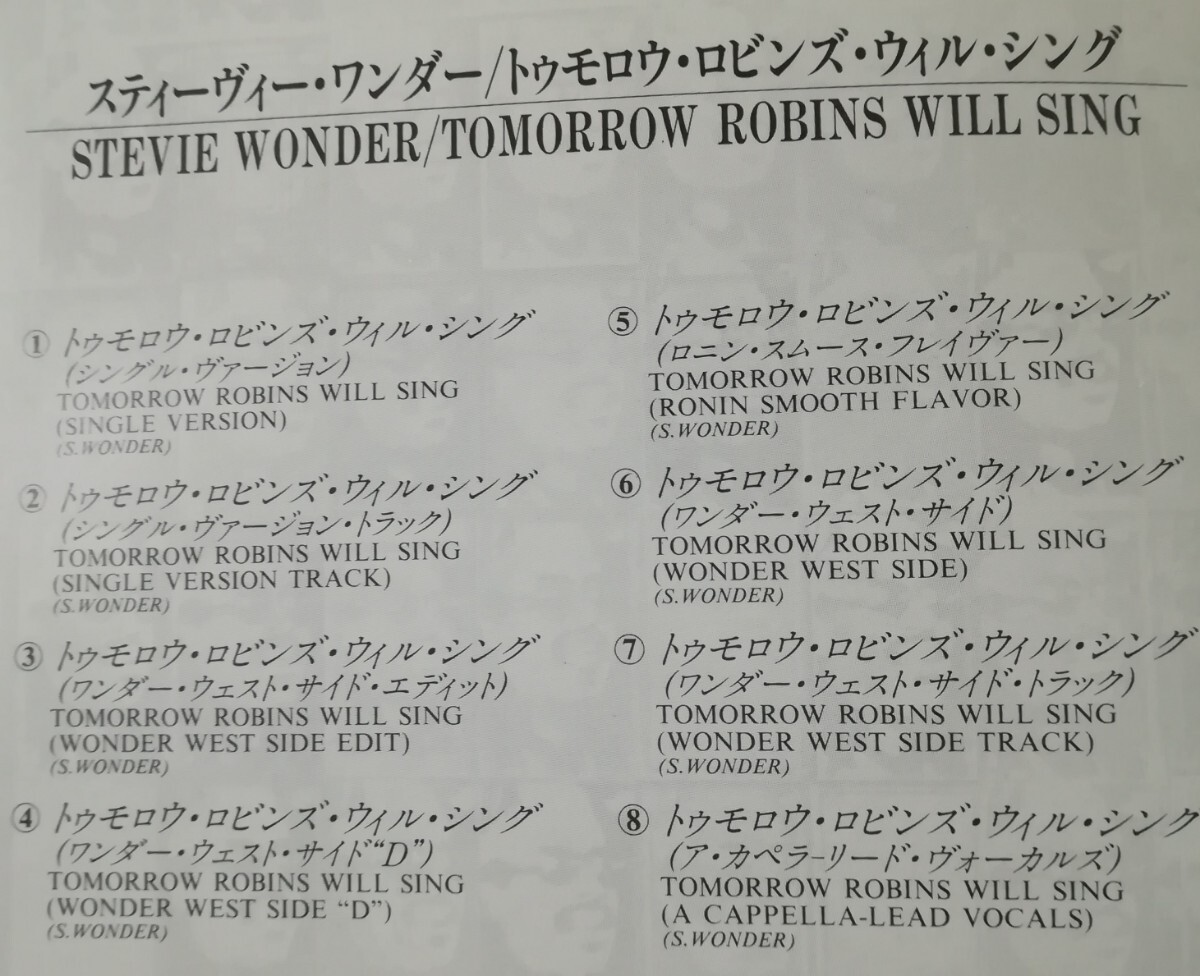 スティーヴィー・ワンダー/トゥモロウ・ロビンズ・ウィル・シング
STEVIE WONDER/TOMORROW ROBINS WILL SING
① トゥモロウ・ロビンズ・ウィル・シング
(シングル・ヴァージョン)
TOMORROW ROBINS WILL SING
(SINGLE VERSION)
(S.WONDER)
② トゥモロウ・ロビンズ・ウィル・シング
(シングル・ヴァージョン・トラック)
TOMORROW ROBINS WILL SING
(SINGLE VERSION TRACK)
(S.WONDER)
③ トゥモロウ・ロビンズ・ウィル・シング
(ワンダー・ウェスト・サイド・エディット)
TOMORROW ROBINS WILL SING
(WONDER WEST SIDE EDIT)
(S.WONDER)
④ トゥモロウ・ロビンズ・ウィル・シング
(ワンダー・ウェスト・サイド“D”)
TOMORROW ROBINS WILL SING
(WONDER WEST SIDE “D”)
(S.WONDER)
⑤ トゥモロウ・ロビンズ・ウィル・シング
(ロニン・スムース・フレイヴァー)
TOMORROW ROBINS WILL SING
(RONIN SMOOTH FLAVOR)
(S.WONDER)
⑥ トゥモロウ・ロビンズ・ウィル・シング
(ワンダー・ウェスト・サイド)
TOMORROW ROBINS WILL SING
(WONDER WEST SIDE)
(S.WONDER)
⑦ トゥモロウ・ロビンズ・ウィル・シング
(ワンダー・ウェスト・サイド・トラック)
TOMORROW ROBINS WILL SING
(WONDER WEST SIDE TRACK)
(S.WONDER)
⑧ トゥモロウ・ロビンズ・ウィル・シング
(ア・カペラ-リード・ヴォーカルズ)
TOMORROW ROBINS WILL SING
(A CAPPELLA-LEAD VOCALS)
(S.WONDER)